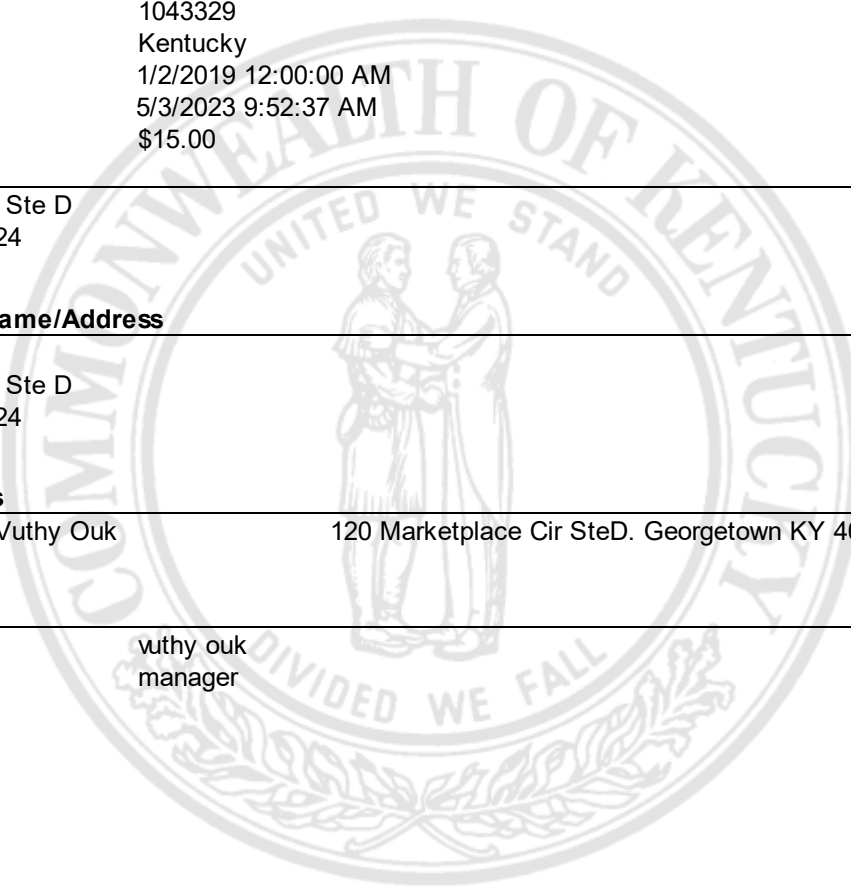 1043329
Kentucky
1/2/2019 12:00:00 AM
5/3/2023 9:52:37 AM
$15.00
Ste D
24
ame/Address
Ste D
24
s
Vuthy Ouk 120 Marketplace Cir SteD. Georgetown KY 40
vuthy ouk
manager
COMMONWEALTH OF KENTUCKY
UNITED WE STAND
DIVIDED WE FALL